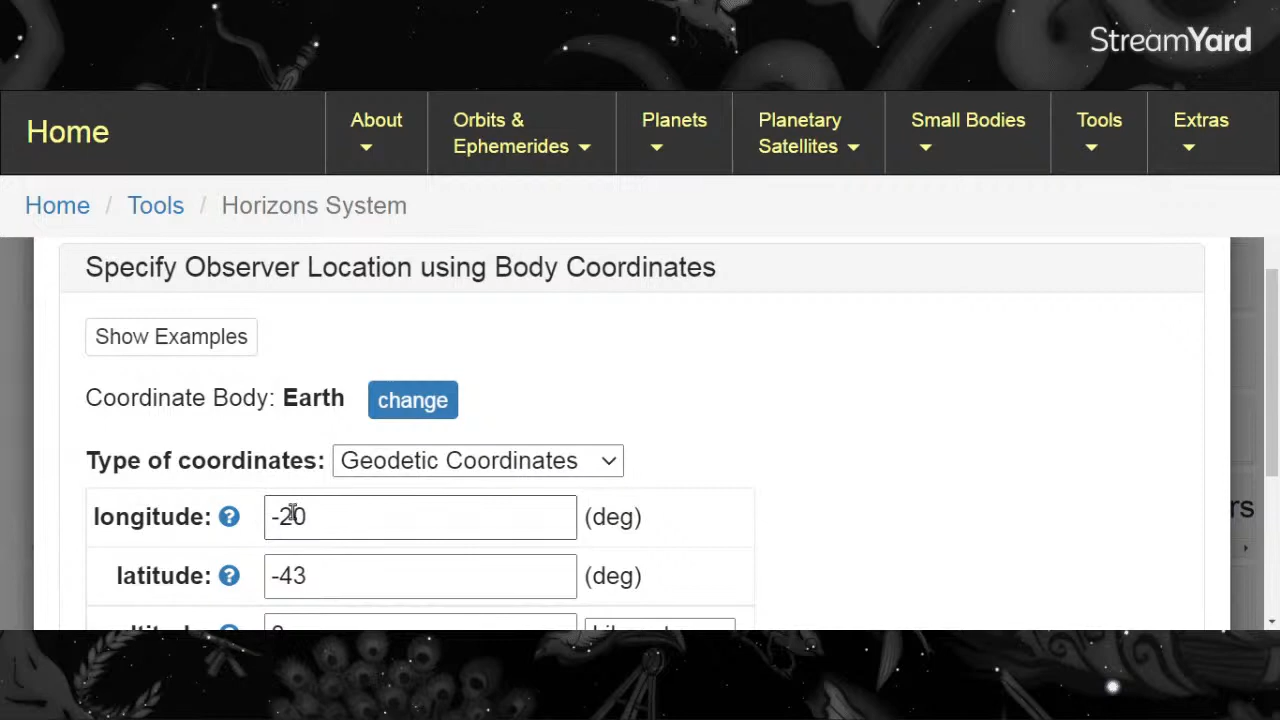 StreamYard
Home
About
Orbits &
Ephemerides
Planets
Planetary
Satellites
Small Bodies
Tools
Extras
Home / Tools / Horizons System
Specify Observer Location using Body Coordinates
Show Examples
Coordinate Body: Earth change
Type of coordinates: Geodetic Coordinates
longitude: ? -20 (deg)
latitude: ? -43 (deg)
rs